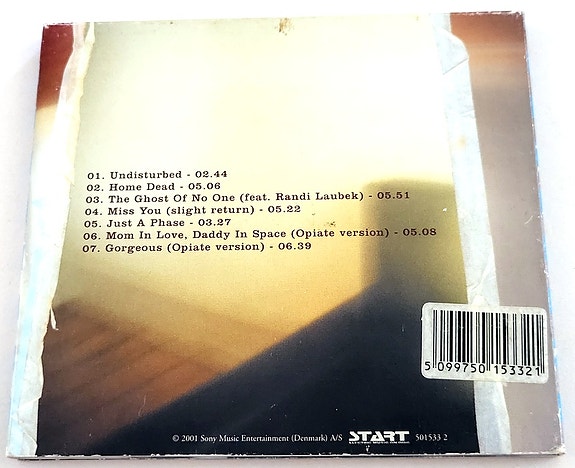 01. Undisturbed - 02.44
02. Home Dead - 05.06
03. The Ghost Of No One (feat. Randi Laubek) - 05.51
04. Miss You (slight return) - 05.22
05. Just A Phase - 03.27
06. Mom In Love, Daddy In Space (Opiate version) - 05.08
07. Gorgeous (Opiate version) - 06.39
5 099750 153321
© 2001 Sony Music Entertainment (Denmark) A/S START 501533 2